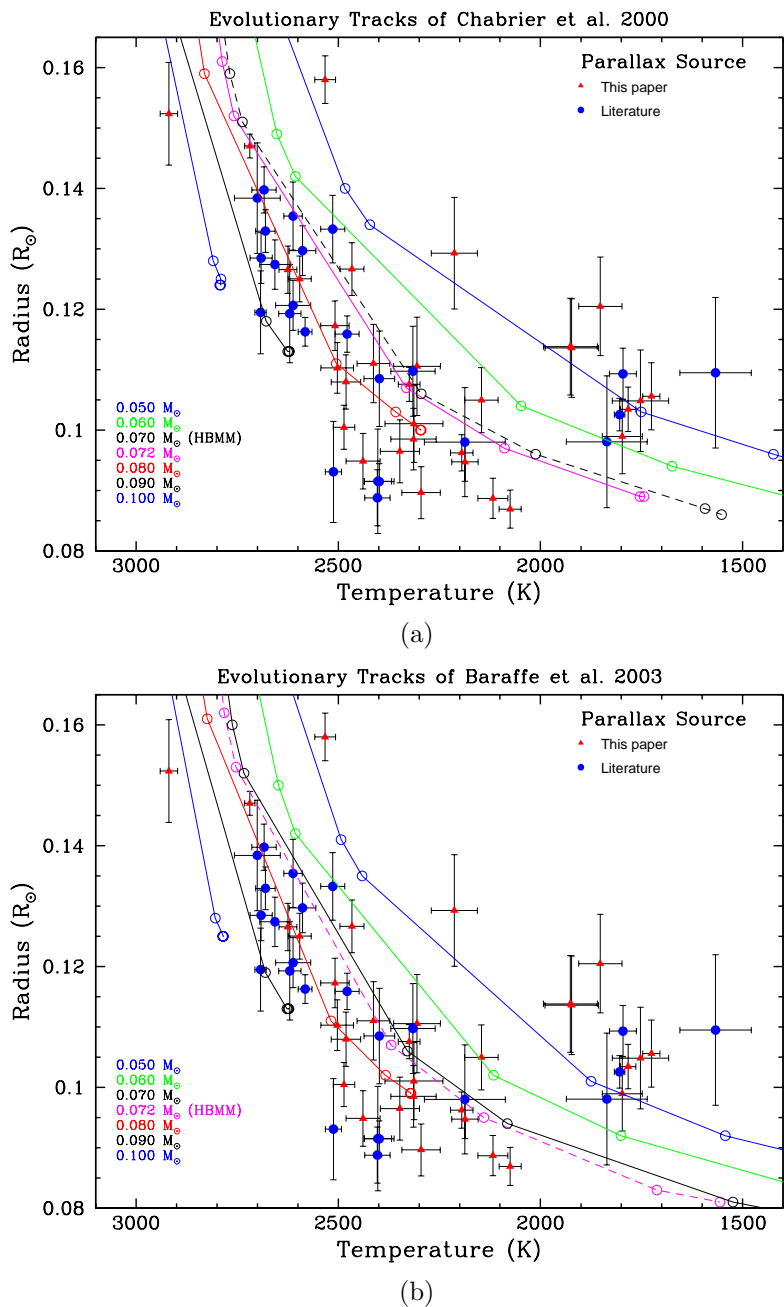 Evolutionary Tracks of Chabrier et al. 2000
Parallax Source
This paper
Literature
0.16
0.14
0.12
0.1
0.08
Radius (R⊙)
0.050 M⊙
0.060 M⊙
0.070 M⊙ (HBMM)
0.072 M⊙
0.080 M⊙
0.090 M⊙
0.100 M⊙
3000 2500 2000 1500
Temperature (K)
(a)
Evolutionary Tracks of Baraffe et al. 2003
Parallax Source
This paper
Literature
0.16
0.14
0.12
0.1
0.08
Radius (R⊙)
0.050 M⊙
0.060 M⊙
0.070 M⊙
0.072 M⊙ (HBMM)
0.080 M⊙
0.090 M⊙
0.100 M⊙
3000 2500 2000 1500
Temperature (K)
(b)